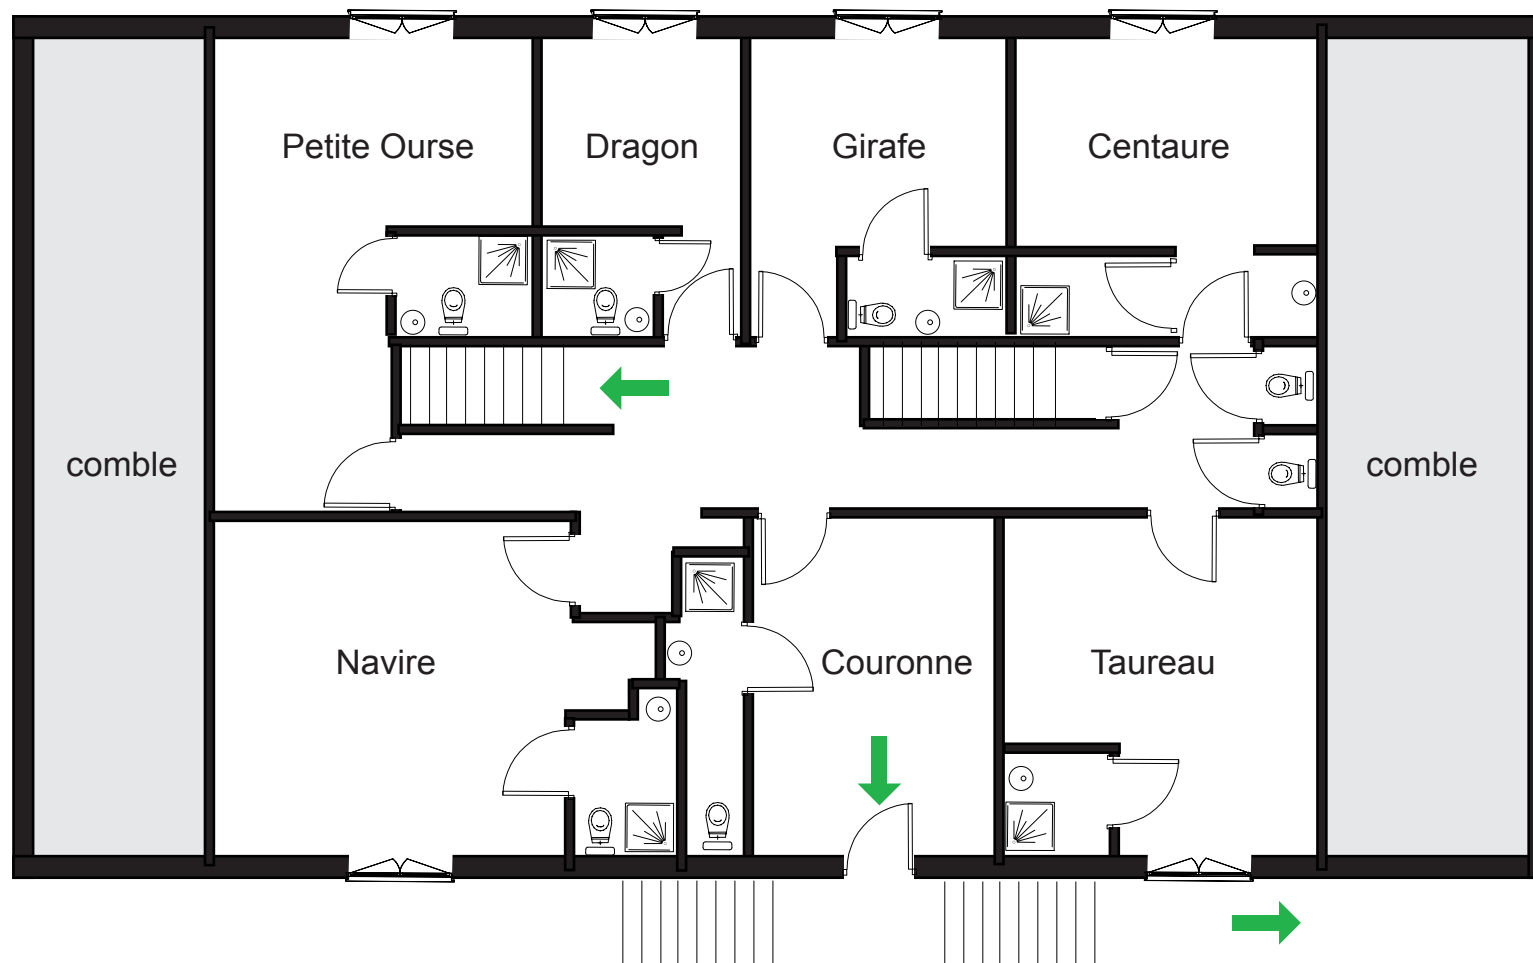 Petite Ourse
Dragon
Girafe
Centaure
comble
comble
Navire
Couronne
Taureau